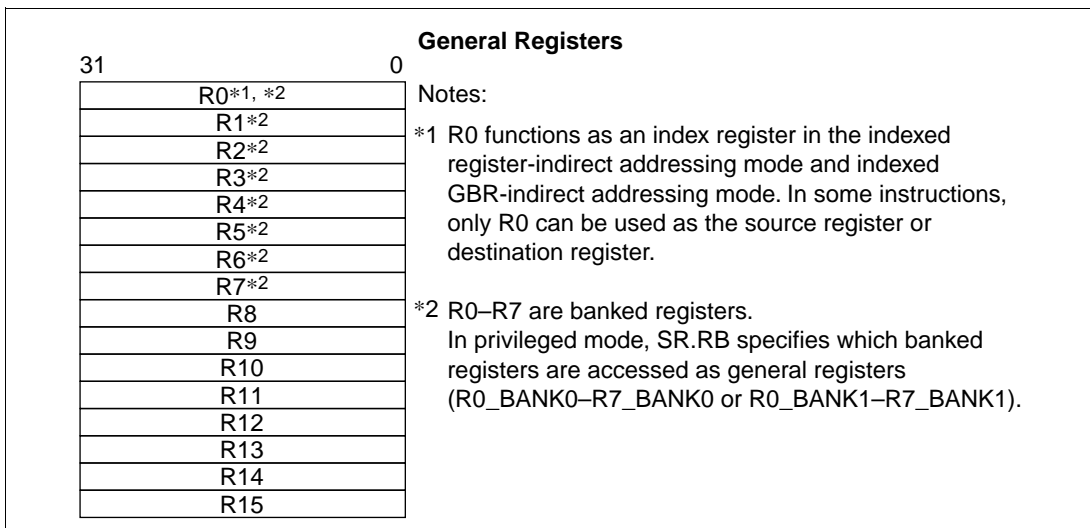 General Registers
31 0
R0*1, *2
R1*2
R2*2
R3*2
R4*2
R5*2
R6*2
R7*2
R8
R9
R10
R11
R12
R13
R14
R15
Notes:
*1 R0 functions as an index register in the indexed
register-indirect addressing mode and indexed
GBR-indirect addressing mode. In some instructions,
only R0 can be used as the source register or
destination register.
*2 R0–R7 are banked registers.
In privileged mode, SR.RB specifies which banked
registers are accessed as general registers
(R0_BANK0–R7_BANK0 or R0_BANK1–R7_BANK1).